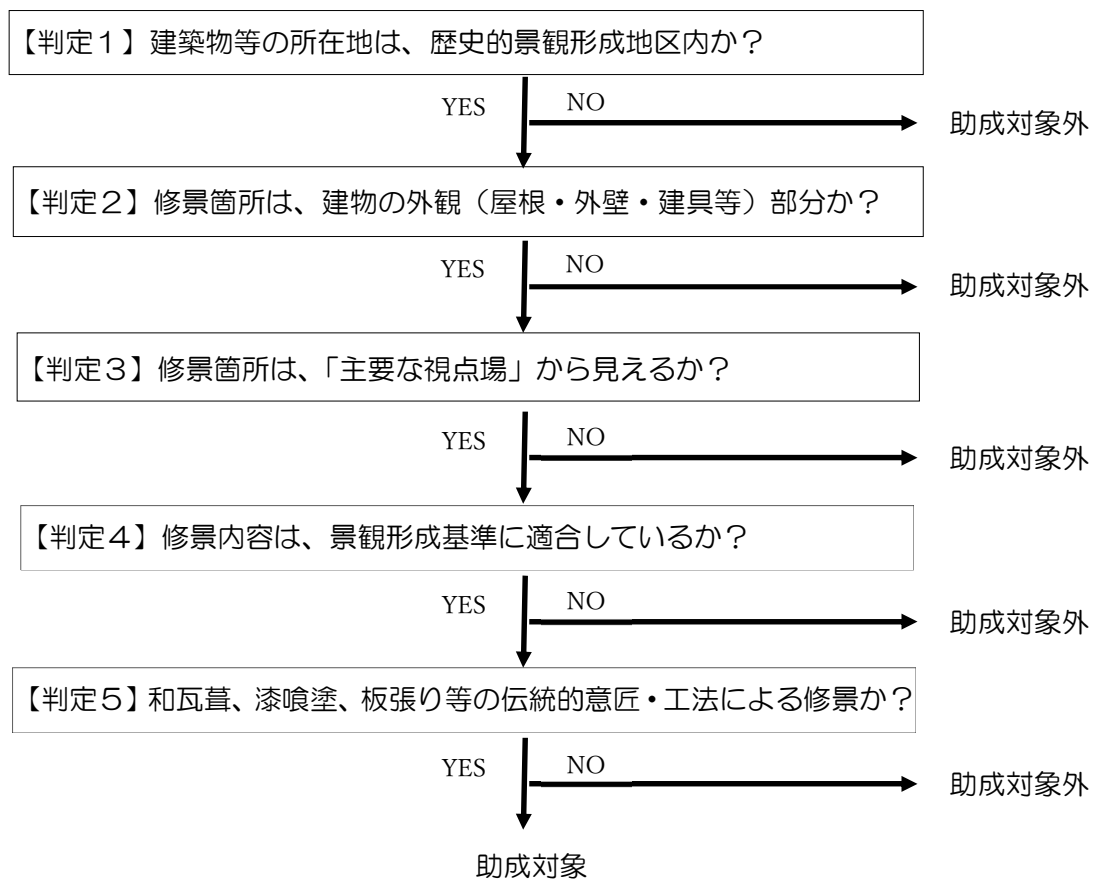 【判定1】建築物等の所在地は、歴史的景観形成地区内か?
YES NO
助成対象外
【判定2】修景箇所は、建物の外観(屋根・外壁・建具等)部分か?
YES NO
助成対象外
【判定3】修景箇所は、「主要な視点場」から見えるか?
YES NO
助成対象外
【判定4】修景内容は、景観形成基準に適合しているか?
YES NO
助成対象外
【判定5】和瓦葺、漆喰塗、板張り等の伝統的意匠・工法による修景か?
YES NO
助成対象外
助成対象